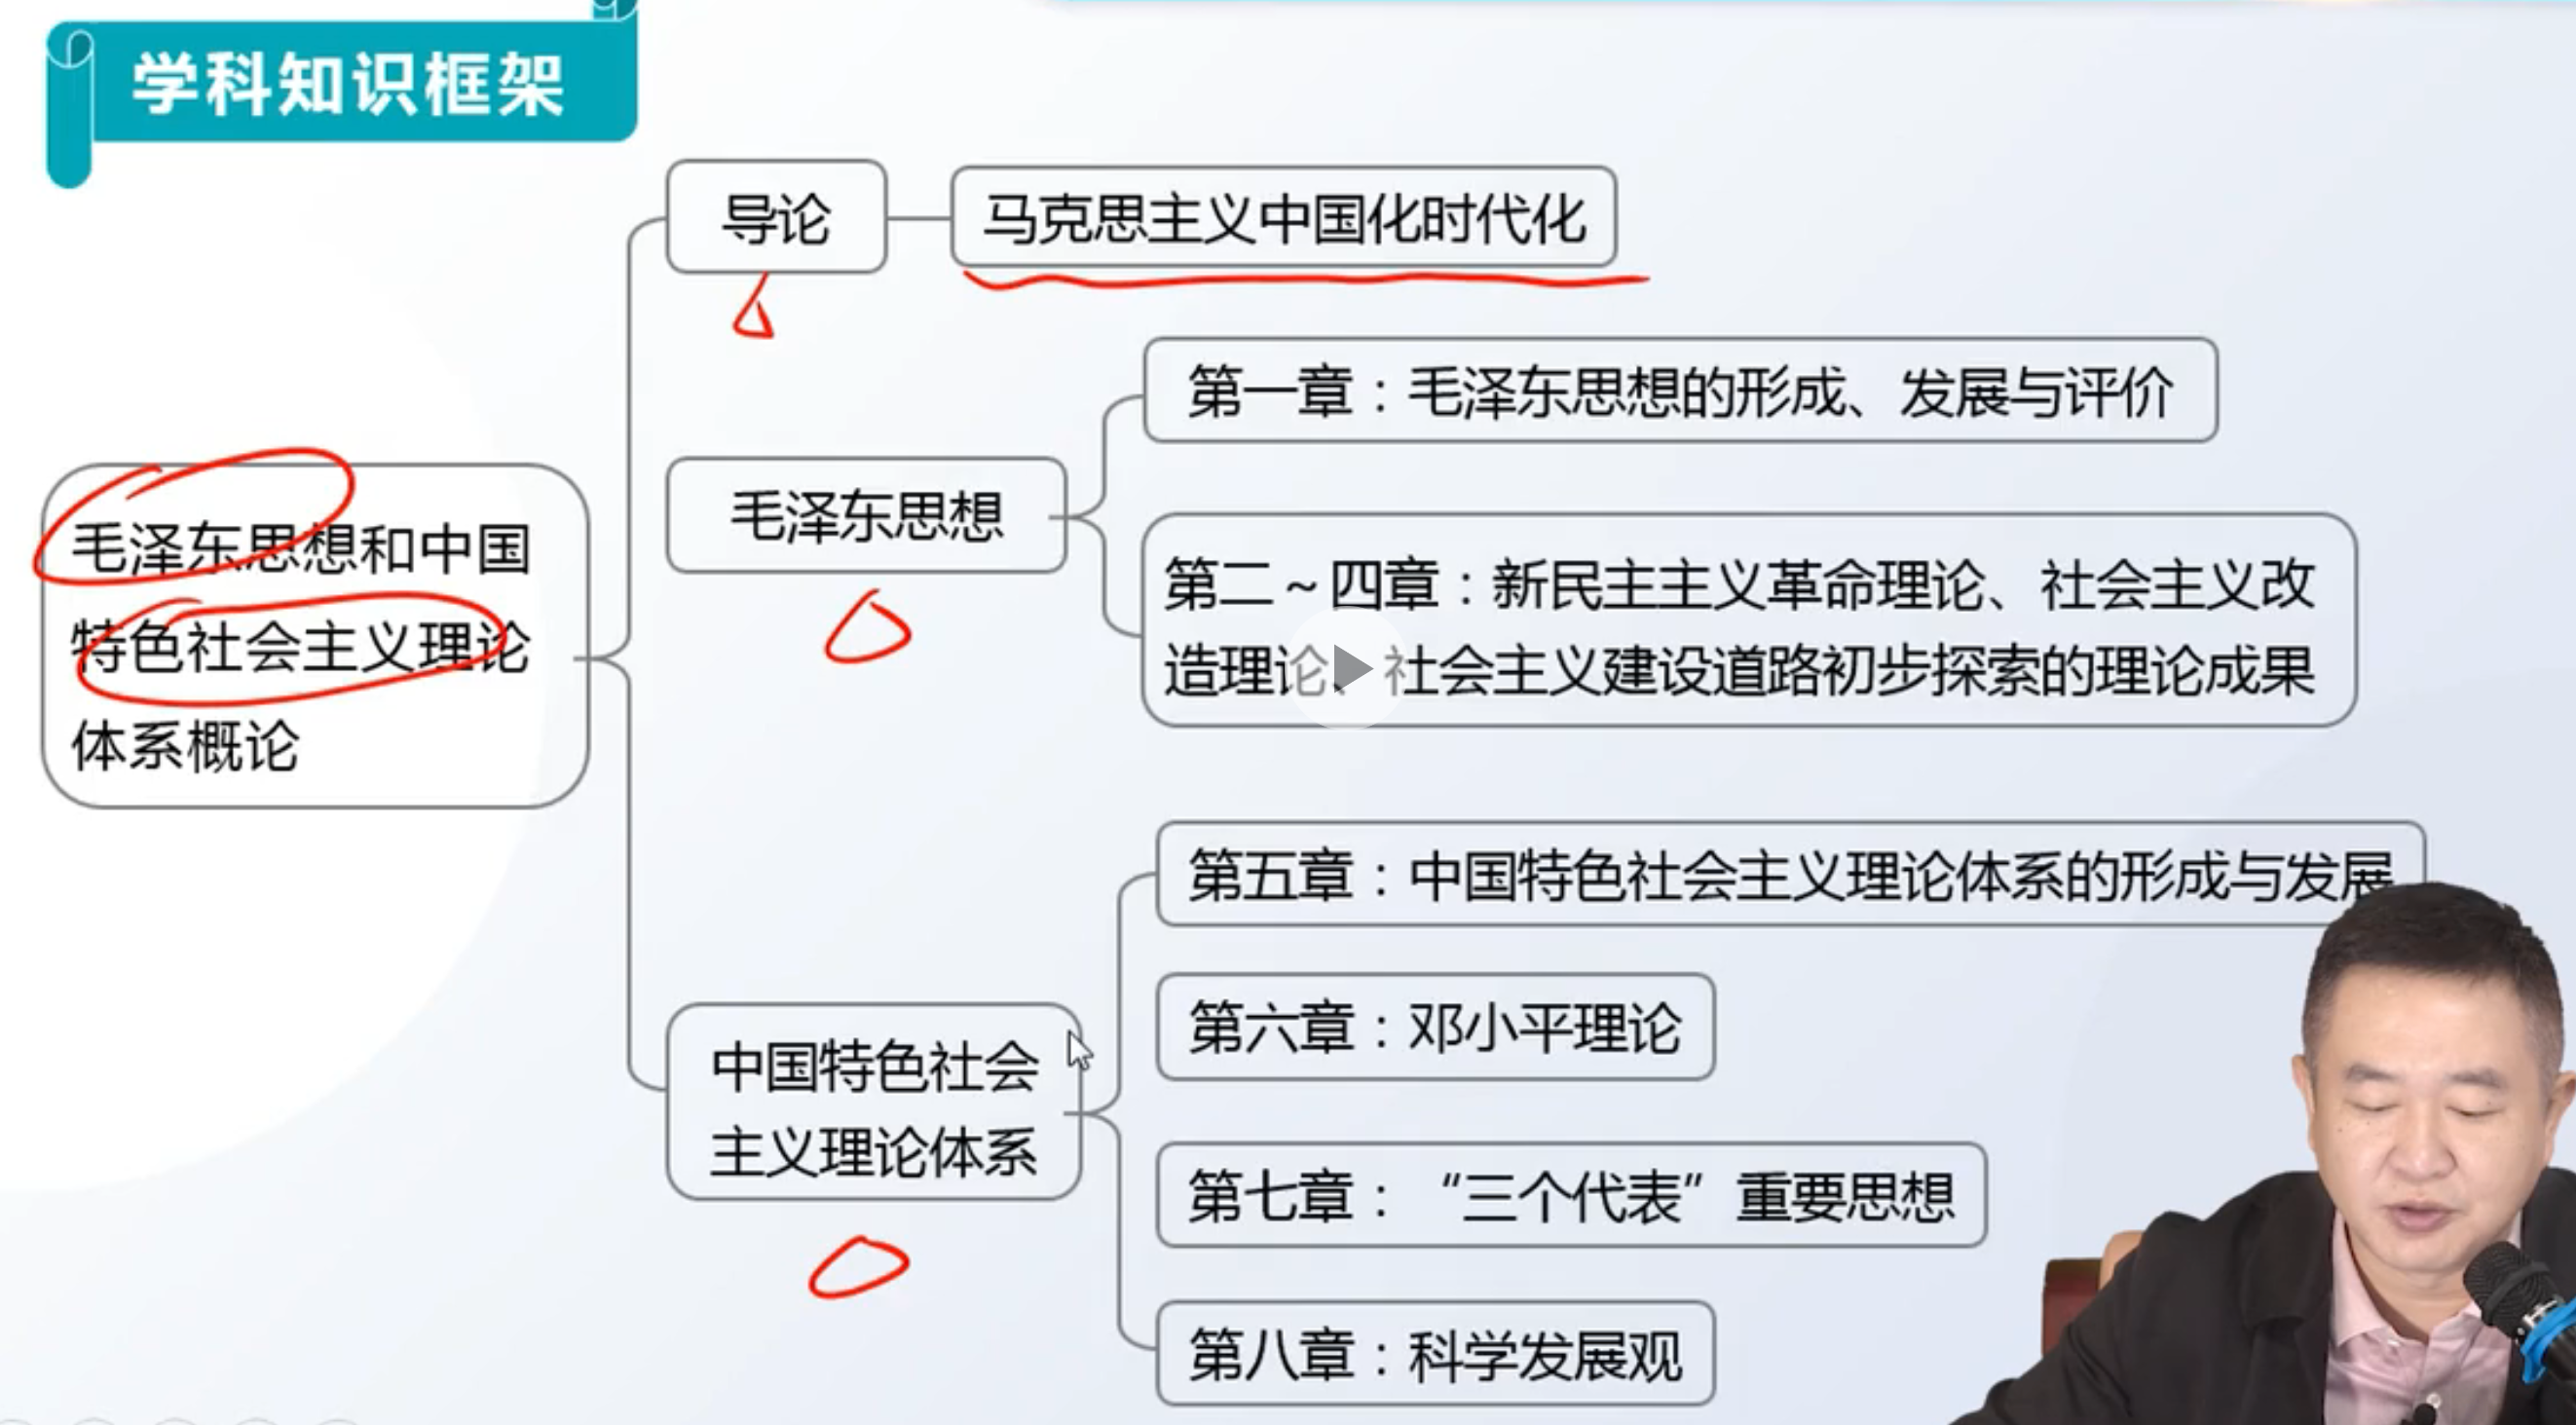 学科知识框架
导论
马克思主义中国化时代化
第一章：毛泽东思想的形成、发展与评价
毛泽东思想
第二～四章：新民主主义革命理论、社会主义改
造理论、社会主义建设道路初步探索的理论成果
毛泽东思想和中国
特色社会主义理论
体系概论
第五章：中国特色社会主义理论体系的形成与发展
第六章：邓小平理论
中国特色社会
主义理论体系
第七章：“三个代表”重要思想
第八章：科学发展观